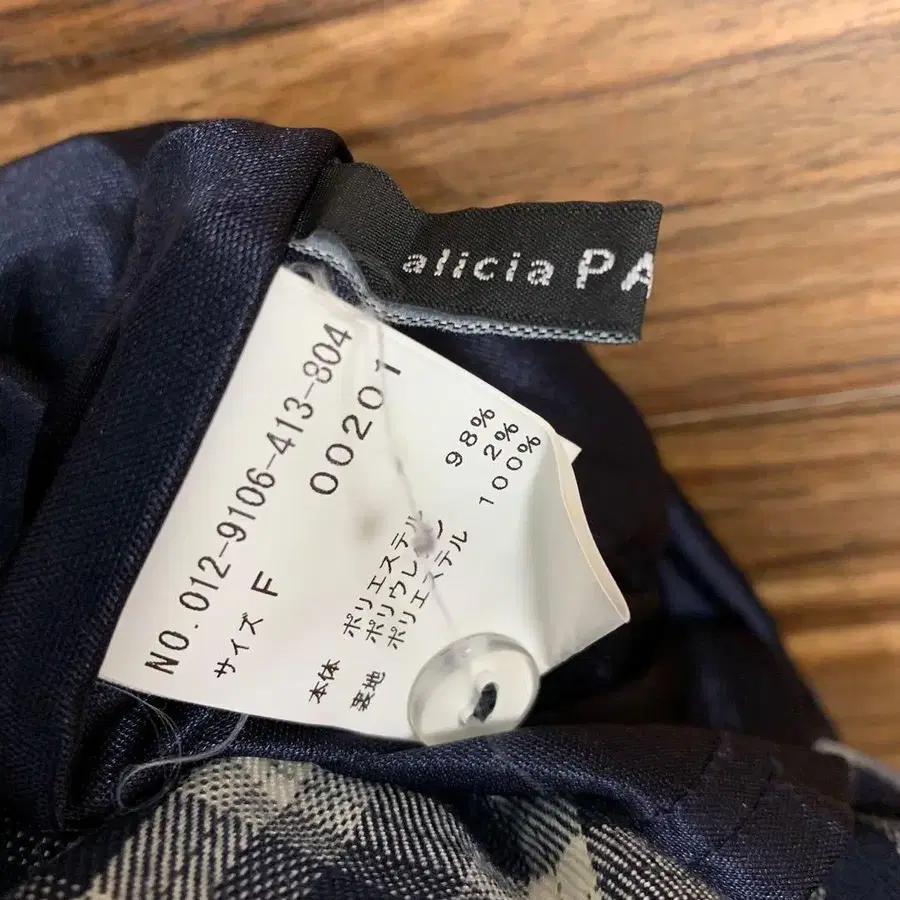 alicia PA
NO.012-9106-413-804
00201
サイズ F
本体 ポリエステル 98%
ポリウレタン 2%
裏地 ポリエステル 100%